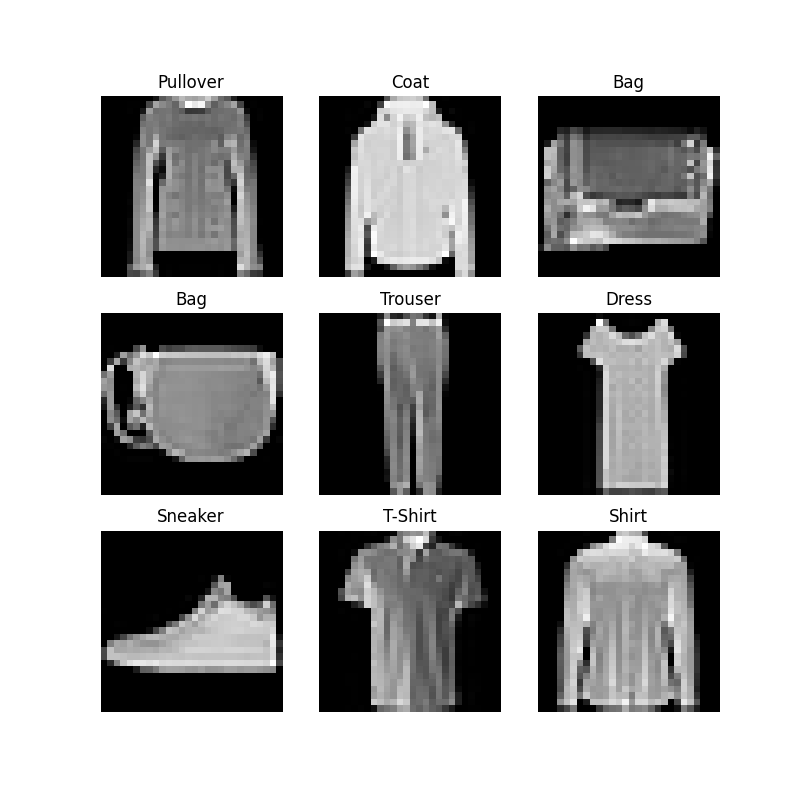 Pullover
Coat
Bag
Bag
Trouser
Dress
Sneaker
T-Shirt
Shirt